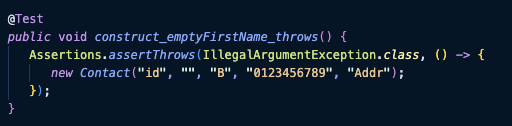 @Test
public void construct_emptyFirstName_throws() {
    Assertions.assertThrows(IllegalArgumentException.class, () -> {
        new Contact("id", "", "B", "0123456789", "Addr");
    });
}